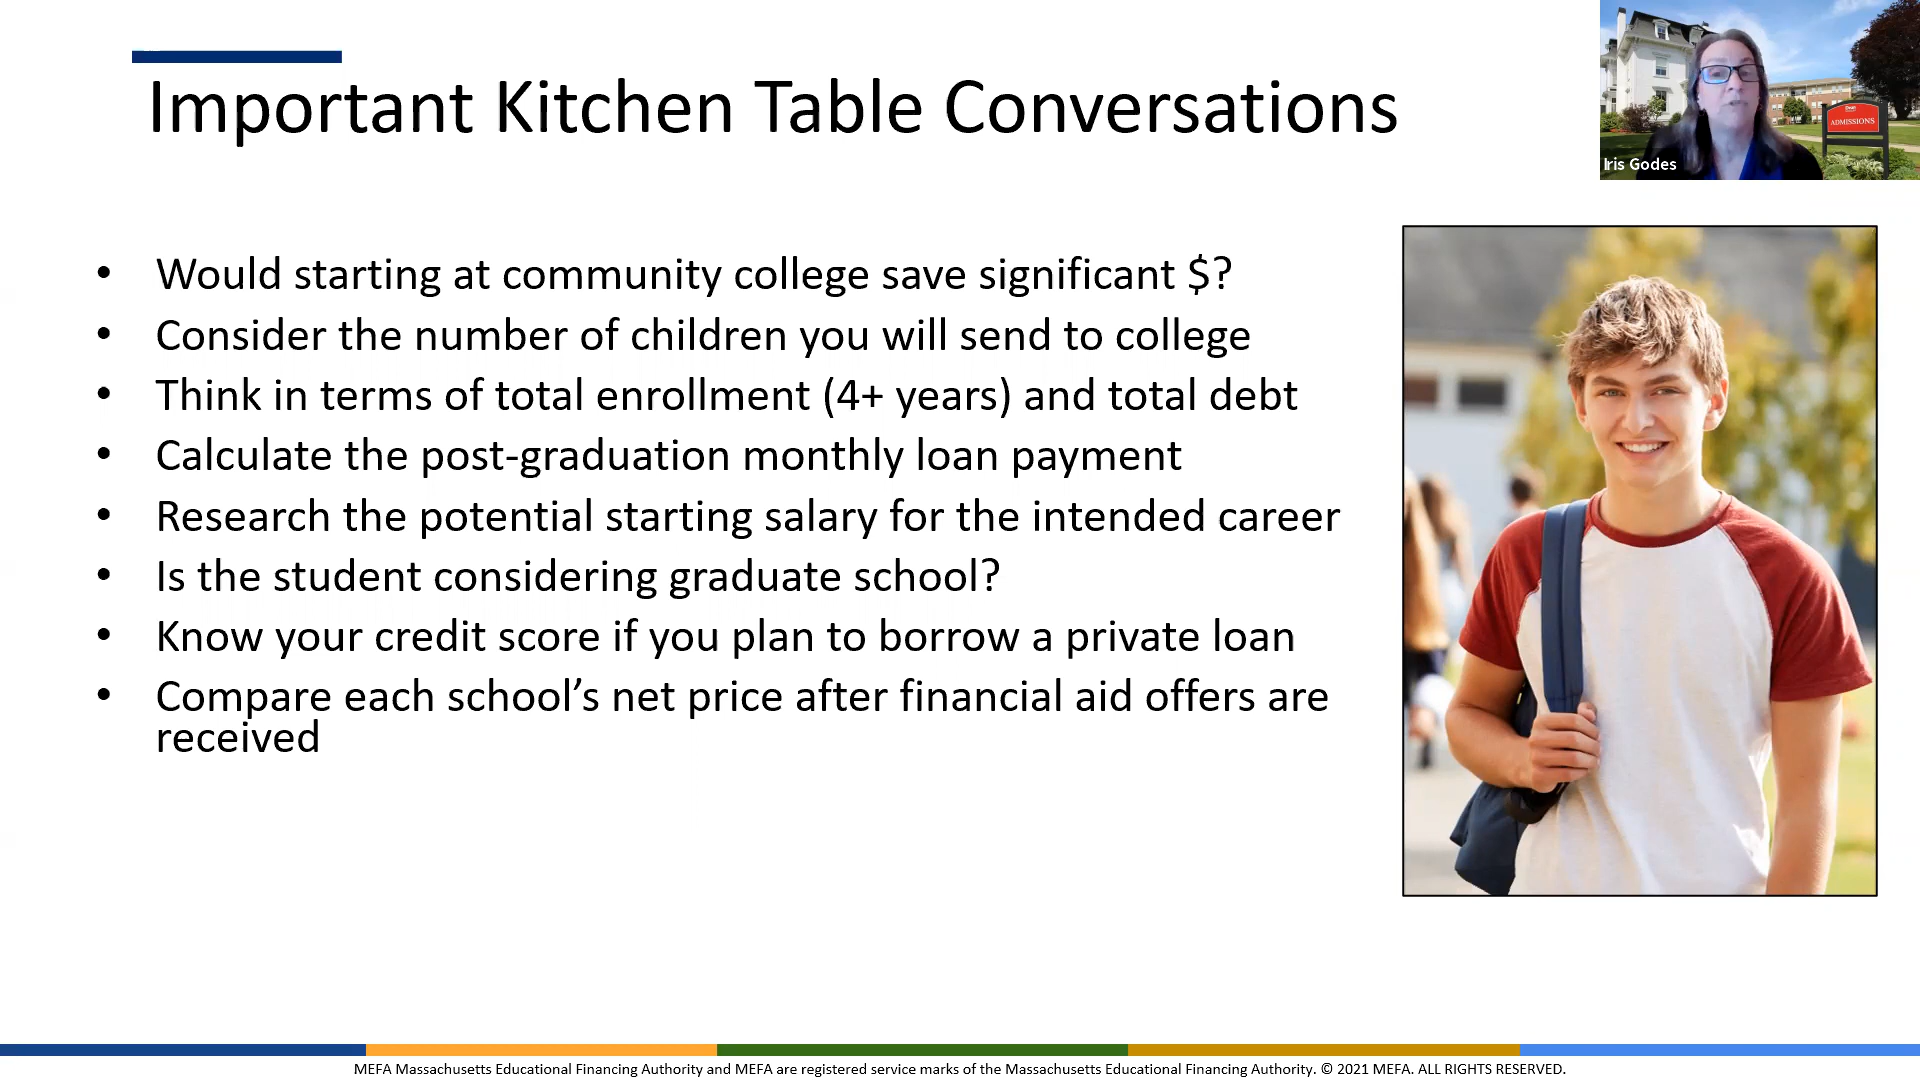 Important Kitchen Table Conversations
Dean
ADMISSIONS
Iris Godes
• Would starting at community college save significant $?
• Consider the number of children you will send to college
• Think in terms of total enrollment (4+ years) and total debt
• Calculate the post-graduation monthly loan payment
• Research the potential starting salary for the intended career
• Is the student considering graduate school?
• Know your credit score if you plan to borrow a private loan
• Compare each school’s net price after financial aid offers are
received
MEFA Massachusetts Educational Financing Authority and MEFA are registered service marks of the Massachusetts Educational Financing Authority. © 2021 MEFA. ALL RIGHTS RESERVED.